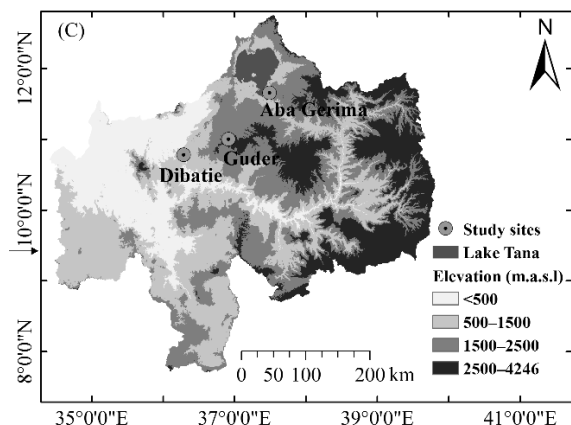 (C)
N
12°0'0"N
10°0'0"N
8°0'0"N
Aba Gerima
Guder
Dibatie
Study sites
Lake Tana
Elevation (m.a.s.l)
<500
500–1500
1500–2500
2500–4246
0 50 100 200 km
35°0'0"E 37°0'0"E 39°0'0"E 41°0'0"E